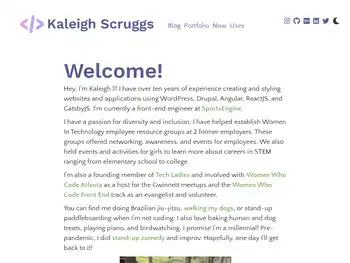 </> Kaleigh Scruggs
Blog Portfolio Now Uses
Welcome!
Hey, I'm Kaleigh 👋🏻! I have over ten years of experience creating and styling
websites and applications using WordPress, Drupal, Angular, ReactJS, and
GatsbyJS. I'm currently a front-end engineer at SportsEngine.
I have a passion for diversity and inclusion. I have helped establish Women
In Technology employee resource groups at 2 former employers. These
groups offered networking, awareness, and events for employees. We also
held events and activities for girls to learn more about careers in STEM
ranging from elementary school to college.
I'm also a founding member of Tech Ladies and involved with Women Who
Code Atlanta as a host for the Gwinnett meetups and the Women Who
Code Front End track as an evangelist and volunteer.
You can find me doing Brazilian jiu-jitsu, walking my dogs, or stand-up
paddleboarding when I'm not coding. I also love baking human and dog
treats, playing piano, and birdwatching. I promise I'm a millennial! Pre-
pandemic, I did stand-up comedy and improv. Hopefully, one day I'll get
back to it!